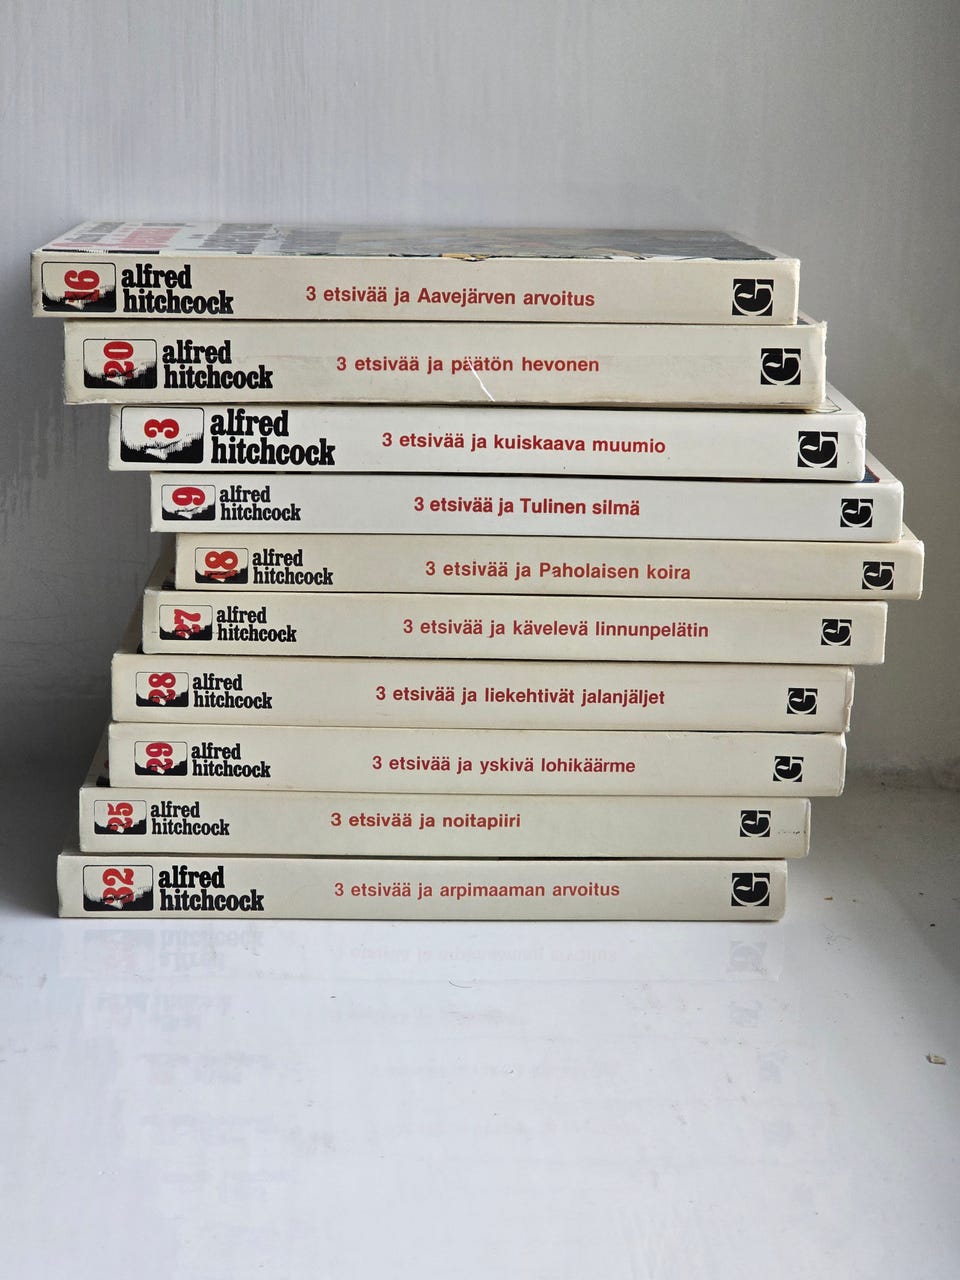 16
alfred
hitchcock
3 etsivää ja Aavejärven arvoitus
G
20
alfred
hitchcock
3 etsivää ja päätön hevonen
G
3
alfred
hitchcock
3 etsivää ja kuiskaava muumio
G
9
alfred
hitchcock
3 etsivää ja Tulinen silmä
G
18
alfred
hitchcock
3 etsivää ja Paholaisen koira
G
27
alfred
hitchcock
3 etsivää ja kävelevä linnunpelätin
G
28
alfred
hitchcock
3 etsivää ja liekehtivät jalanjäljet
G
29
alfred
hitchcock
3 etsivää ja yskivä lohikäärme
G
25
alfred
hitchcock
3 etsivää ja noitapiiri
G
32
alfred
hitchcock
3 etsivää ja arpimaaman arvoitus
G